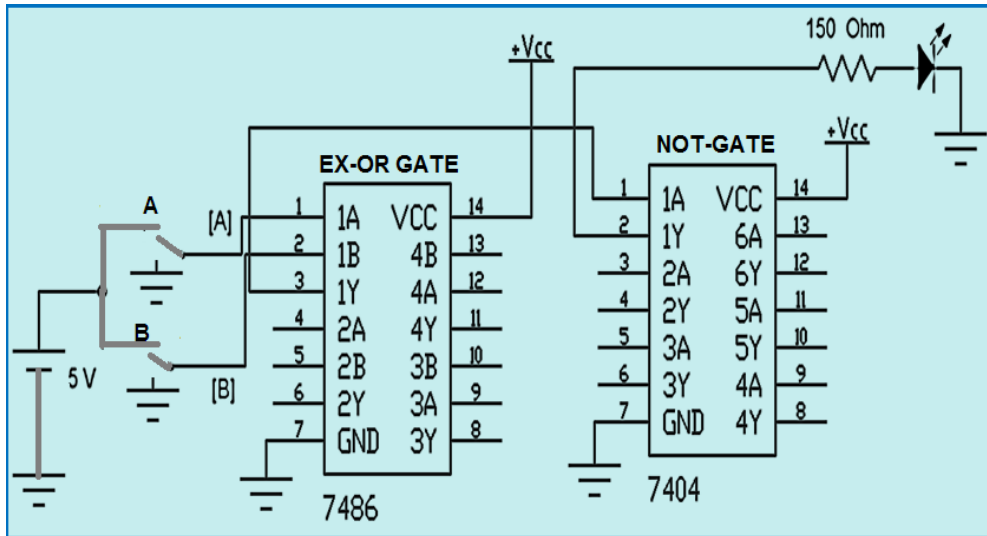 150 Ohm
+Vcc
+Vcc
EX-OR GATE
NOT-GATE
A
[A]
B
[B]
5 V
1 1A VCC 14
2 1B 4B 13
3 1Y 4A 12
4 2A 4Y 11
5 2B 3B 10
6 2Y 3A 9
7 GND 3Y 8
7486
1 1A VCC 14
2 1Y 6A 13
3 2A 6Y 12
4 2Y 5A 11
5 3A 5Y 10
6 3Y 4A 9
7 GND 4Y 8
7404